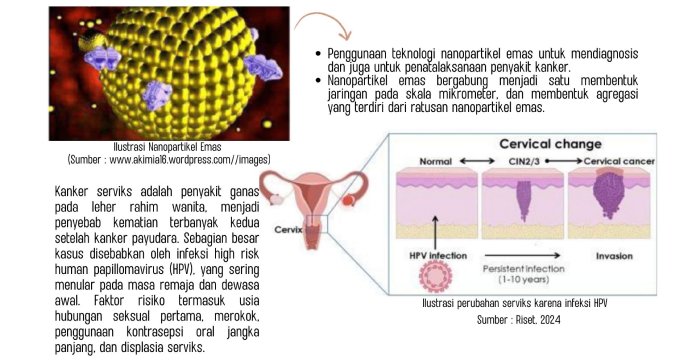 • Penggunaan teknologi nanopartikel emas untuk mendiagnosis
dan juga untuk penatalaksanaan penyakit kanker.
• Nanopartikel emas bergabung menjadi satu membentuk
jaringan pada skala mikrometer, dan membentuk agregasi
yang terdiri dari ratusan nanopartikel emas.
Ilustrasi Nanopartikel Emas
(Sumber : www.akimia16.wordpress.com//images)
Kanker serviks adalah penyakit ganas
pada leher rahim wanita, menjadi
penyebab kematian terbanyak kedua
setelah kanker payudara. Sebagian besar
kasus disebabkan oleh infeksi high risk
human papillomavirus (HPV), yang sering
menular pada masa remaja dan dewasa
awal. Faktor risiko termasuk usia
hubungan seksual pertama, merokok,
penggunaan kontrasepsi oral jangka
panjang, dan displasia serviks.
Cervix
Cervical change
Normal CIN2/3 Cervical cancer
HPV infection
Persistent infection
(1-10 years)
Invasion
Ilustrasi perubahan serviks karena infeksi HPV
Sumber : Riset, 2024